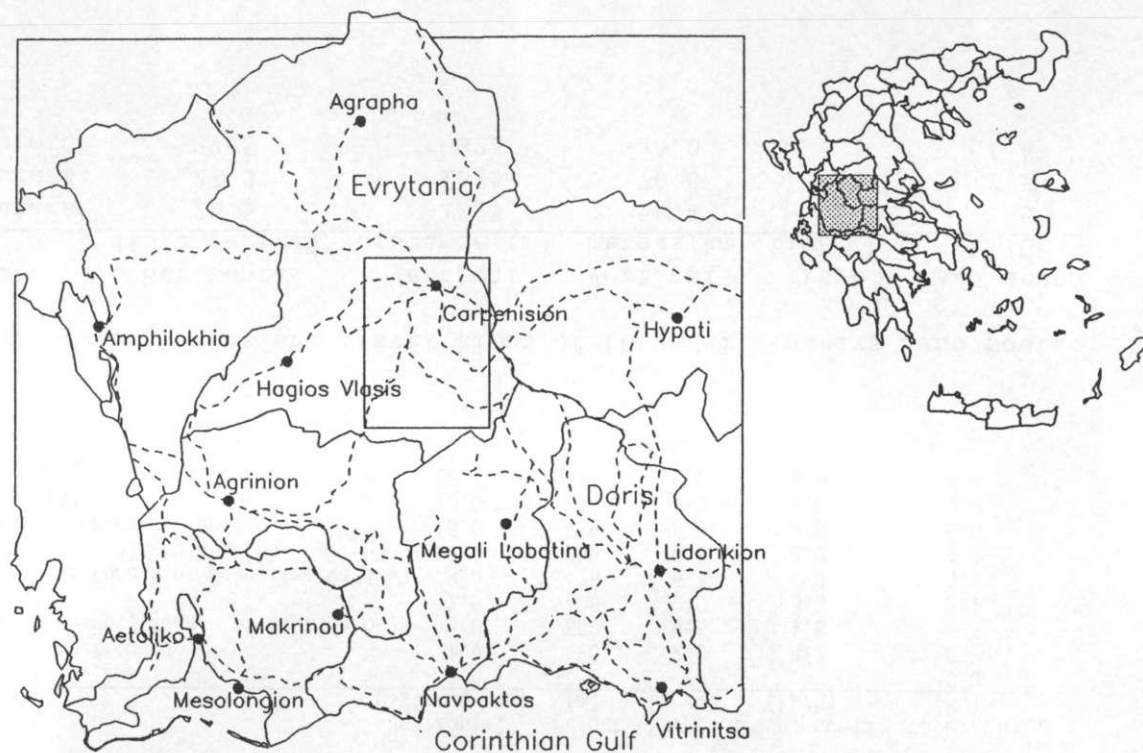 Agrapha
Evrytania
Carpenision
Hypati
Amphilokhia
Hagios Vlasis
Agrinion
Doris
Megali Lobotina
Lidorikion
Makrinou
Aetoliko
Mesolongion
Navpaktos
Vitrinitsa
Corinthian Gulf